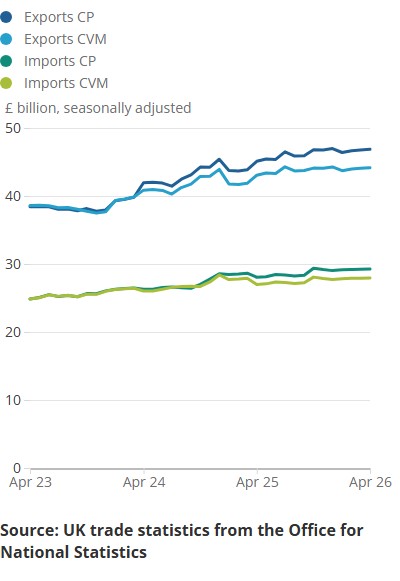 Exports CP
Exports CVM
Imports CP
Imports CVM
£ billion, seasonally adjusted
50
40
30
20
10
0
Apr 23 Apr 24 Apr 25 Apr 26
Source: UK trade statistics from the Office for
National Statistics